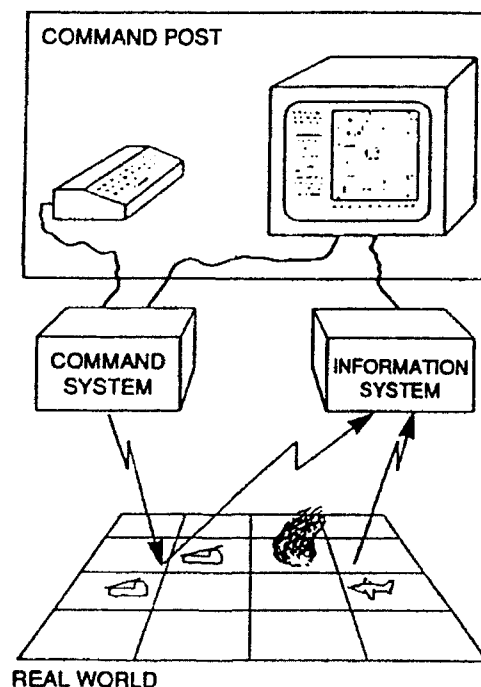 COMMAND POST
COMMAND
SYSTEM
INFORMATION
SYSTEM
REAL WORLD